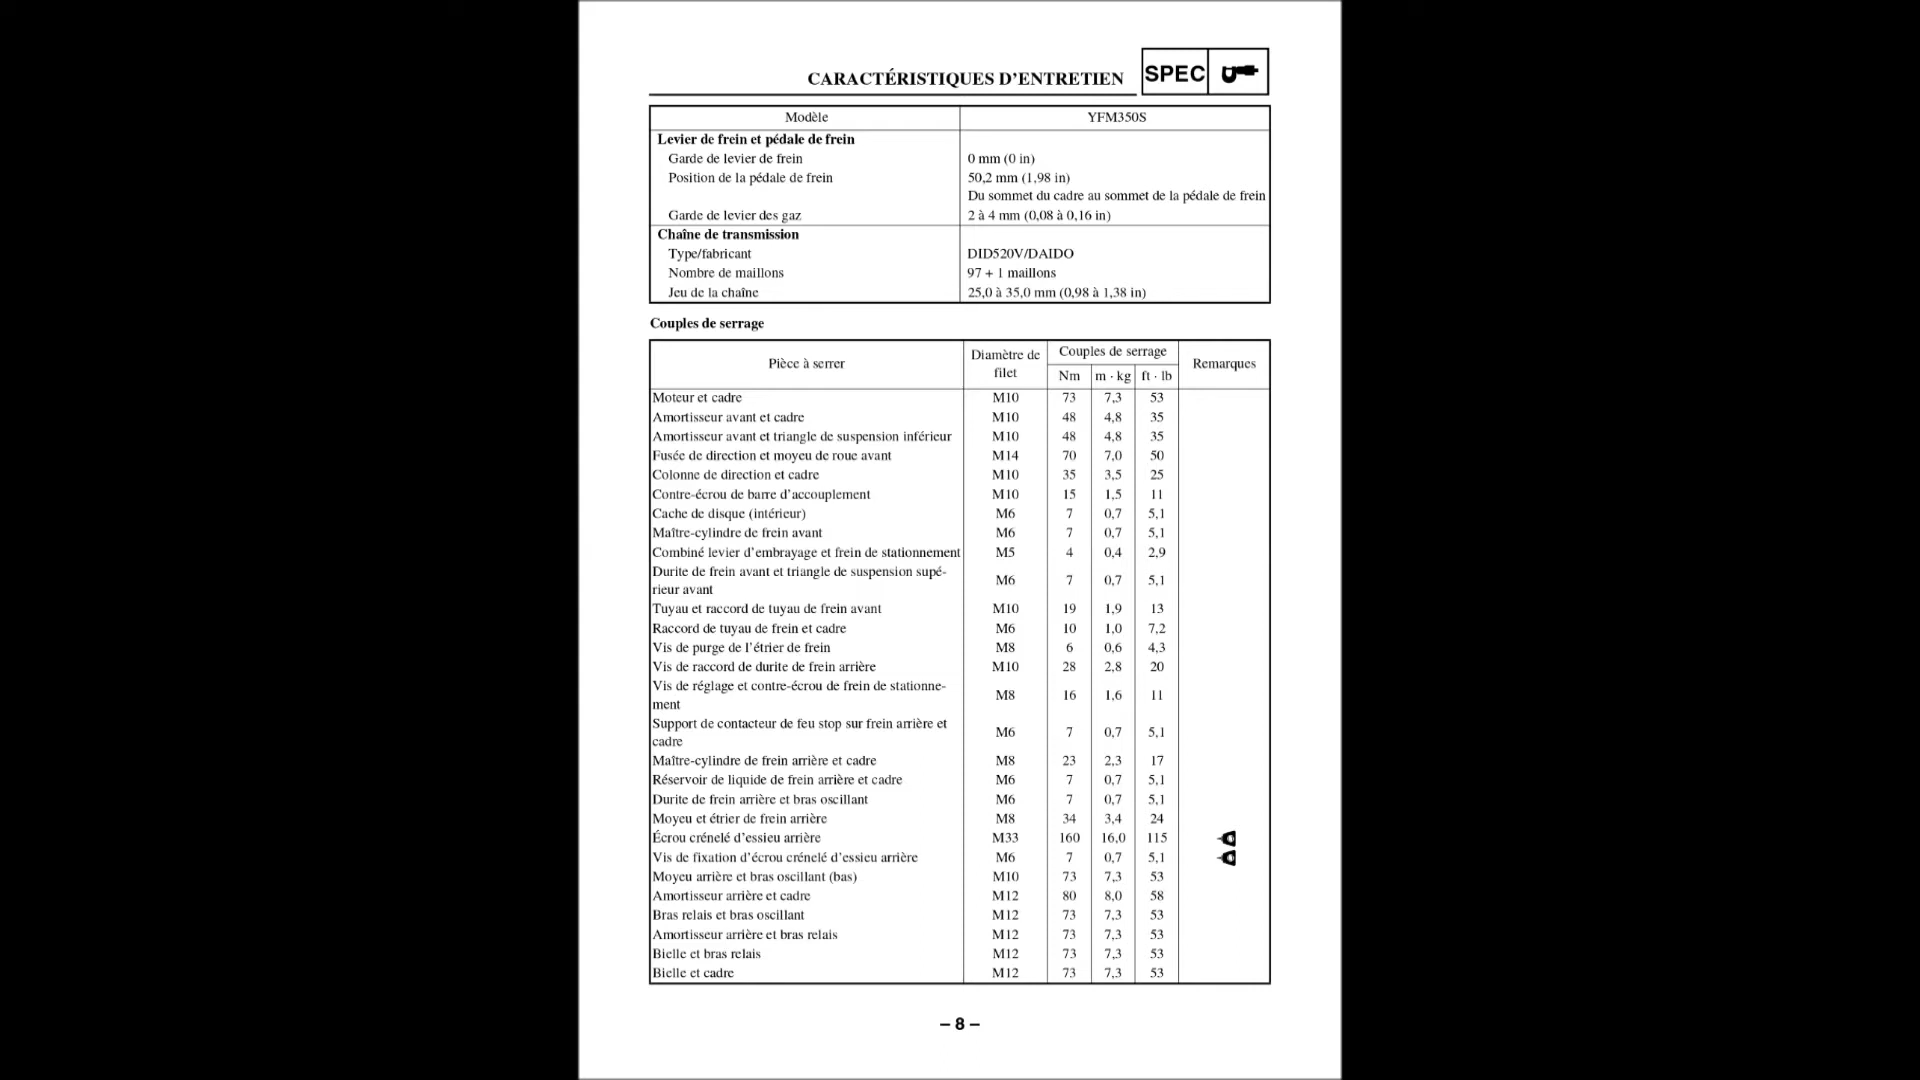 CARACTÉRISTIQUES D'ENTRETIEN SPEC
Modèle YFM350S
Levier de frein et pédale de frein
Garde de levier de frein 0 mm (0 in)
Position de la pédale de frein 50,2 mm (1,98 in)
Du sommet du cadre au sommet de la pédale de frein
Garde de levier des gaz 2 à 4 mm (0,08 à 0,16 in)
Chaîne de transmission
Type/fabricant DID520V/DAIDO
Nombre de maillons 97 + 1 maillons
Jeu de la chaîne 25,0 à 35,0 mm (0,98 à 1,38 in)
Couples de serrage
Pièce à serrer Diamètre de filet Couples de serrage Remarques
Nm m · kg ft · lb
Moteur et cadre M10 73 7,3 53
Amortisseur avant et cadre M10 48 4,8 35
Amortisseur avant et triangle de suspension inférieur M10 48 4,8 35
Fusée de direction et moyeu de roue avant M14 70 7,0 50
Colonne de direction et cadre M10 35 3,5 25
Contre-écrou de barre d'accouplement M10 15 1,5 11
Cache de disque (intérieur) M6 7 0,7 5,1
Maître-cylindre de frein avant M6 7 0,7 5,1
Combiné levier d'embrayage et frein de stationnement M5 4 0,4 2,9
Durite de frein avant et triangle de suspension supé-
rieur avant M6 7 0,7 5,1
Tuyau et raccord de tuyau de frein avant M10 19 1,9 13
Raccord de tuyau de frein et cadre M6 10 1,0 7,2
Vis de purge de l'étrier de frein M8 6 0,6 4,3
Vis de raccord de durite de frein arrière M10 28 2,8 20
Vis de réglage et contre-écrou de frein de stationne-
ment M8 16 1,6 11
Support de contacteur de feu stop sur frein arrière et
cadre M6 7 0,7 5,1
Maître-cylindre de frein arrière et cadre M8 23 2,3 17
Réservoir de liquide de frein arrière et cadre M6 7 0,7 5,1
Durite de frein arrière et bras oscillant M6 7 0,7 5,1
Moyeu et étrier de frein arrière M8 34 3,4 24
Écrou crénelé d'essieu arrière M33 160 16,0 115
Vis de fixation d'écrou crénelé d'essieu arrière M6 7 0,7 5,1
Moyeu arrière et bras oscillant (bas) M10 73 7,3 53
Amortisseur arrière et cadre M12 80 8,0 58
Bras relais et bras oscillant M12 73 7,3 53
Amortisseur arrière et bras relais M12 73 7,3 53
Bielle et bras relais M12 73 7,3 53
Bielle et cadre M12 73 7,3 53
– 8 –